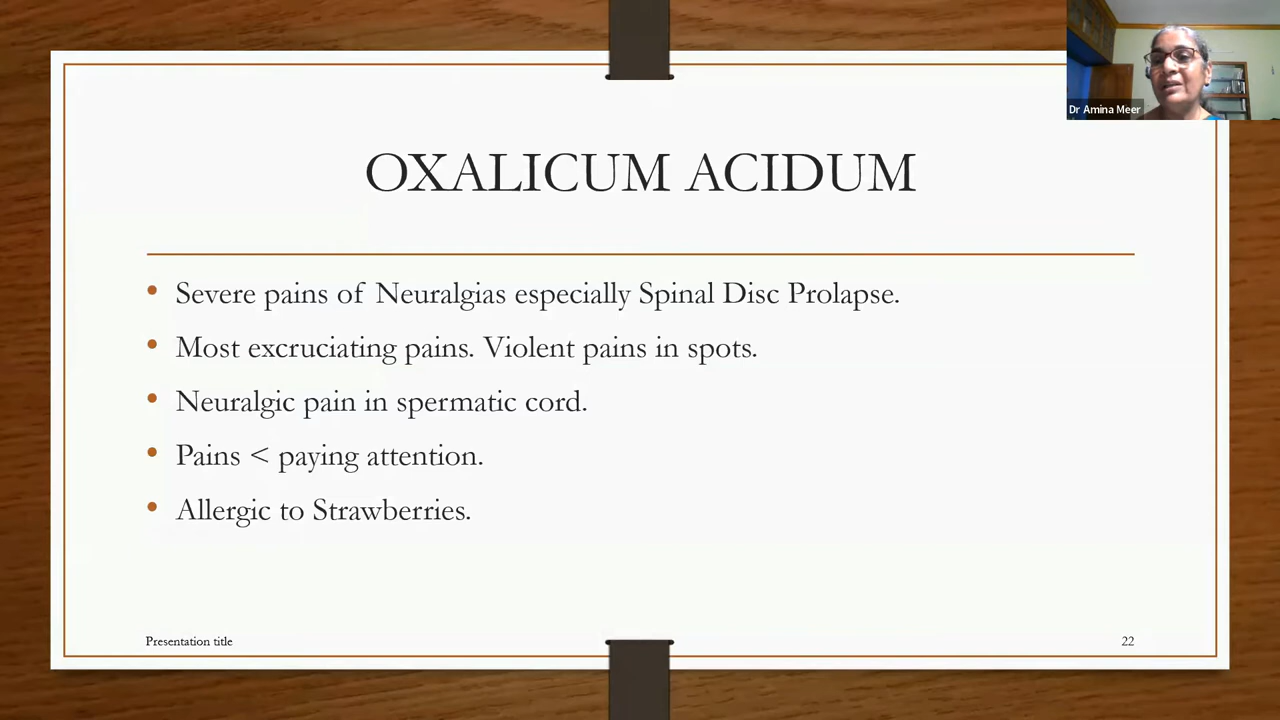 Dr Amina Meer
OXALICUM ACIDUM
• Severe pains of Neuralgias especially Spinal Disc Prolapse.
• Most excruciating pains. Violent pains in spots.
• Neuralgic pain in spermatic cord.
• Pains < paying attention.
• Allergic to Strawberries.
Presentation title
22